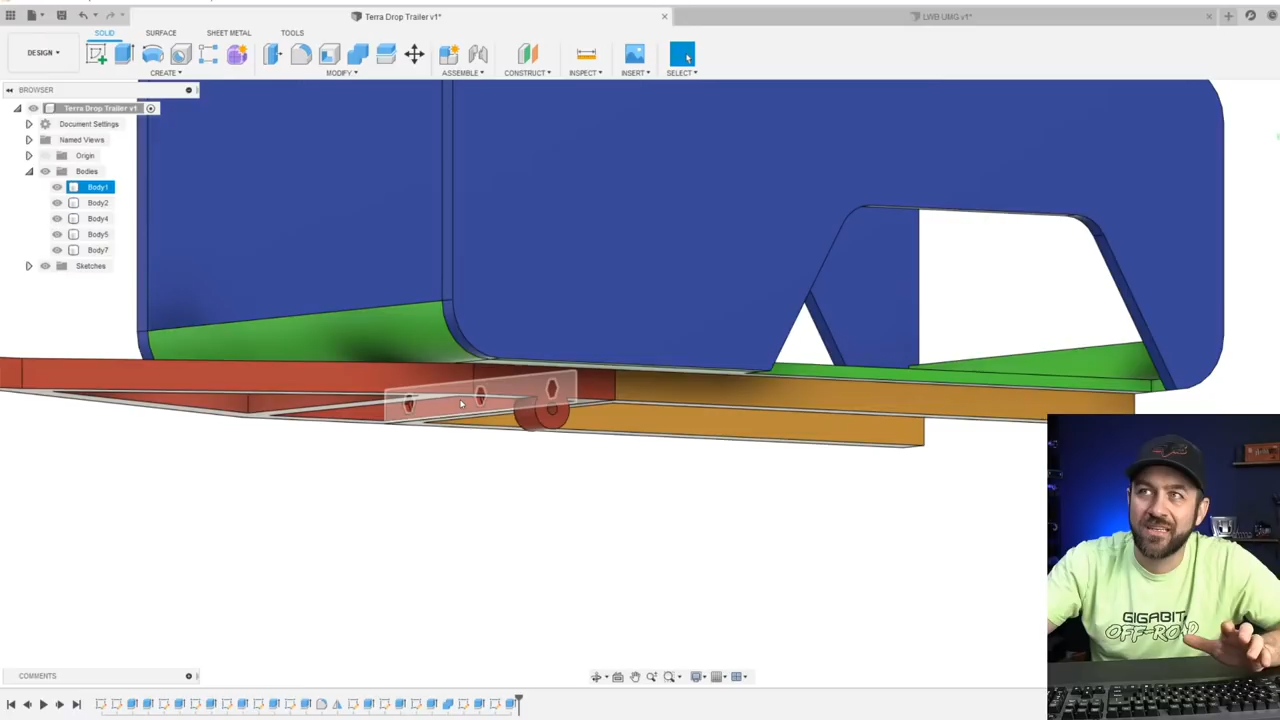 Terra Drop Trailer v1*
LWB UMG v1*
DESIGN
SOLID
SURFACE
SHEET METAL
TOOLS
CREATE
MODIFY
ASSEMBLE
CONSTRUCT
INSPECT
INSERT
SELECT
BROWSER
Terra Drop Trailer v1
Document Settings
Named Views
Origin
Bodies
Body1
Body2
Body4
Body5
Body7
Sketches
GIGABIT
OFF-ROAD
COMMENTS